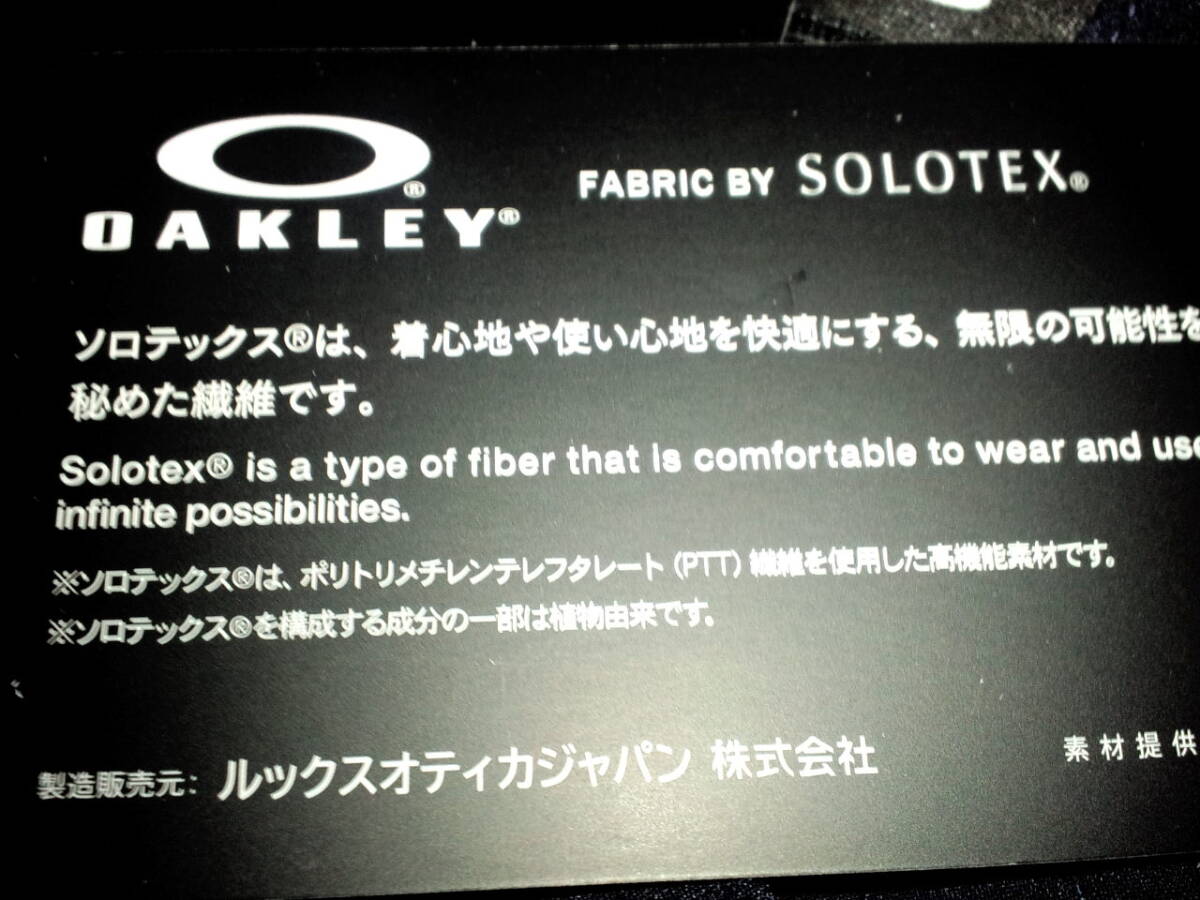 OAKLEY®
FABRIC BY SOLOTEX®
ソロテックス®は、着心地や使い心地を快適にする、無限の可能性を
秘めた繊維です。
Solotex® is a type of fiber that is comfortable to wear and use
infinite possibilities.
※ソロテックス®は、ポリトリメチレンテレフタレート(PTT)繊維を使用した高機能素材です。
※ソロテックス®を構成する成分の一部は植物由来です。
製造販売元: ルックスオティカジャパン 株式会社
素材提供